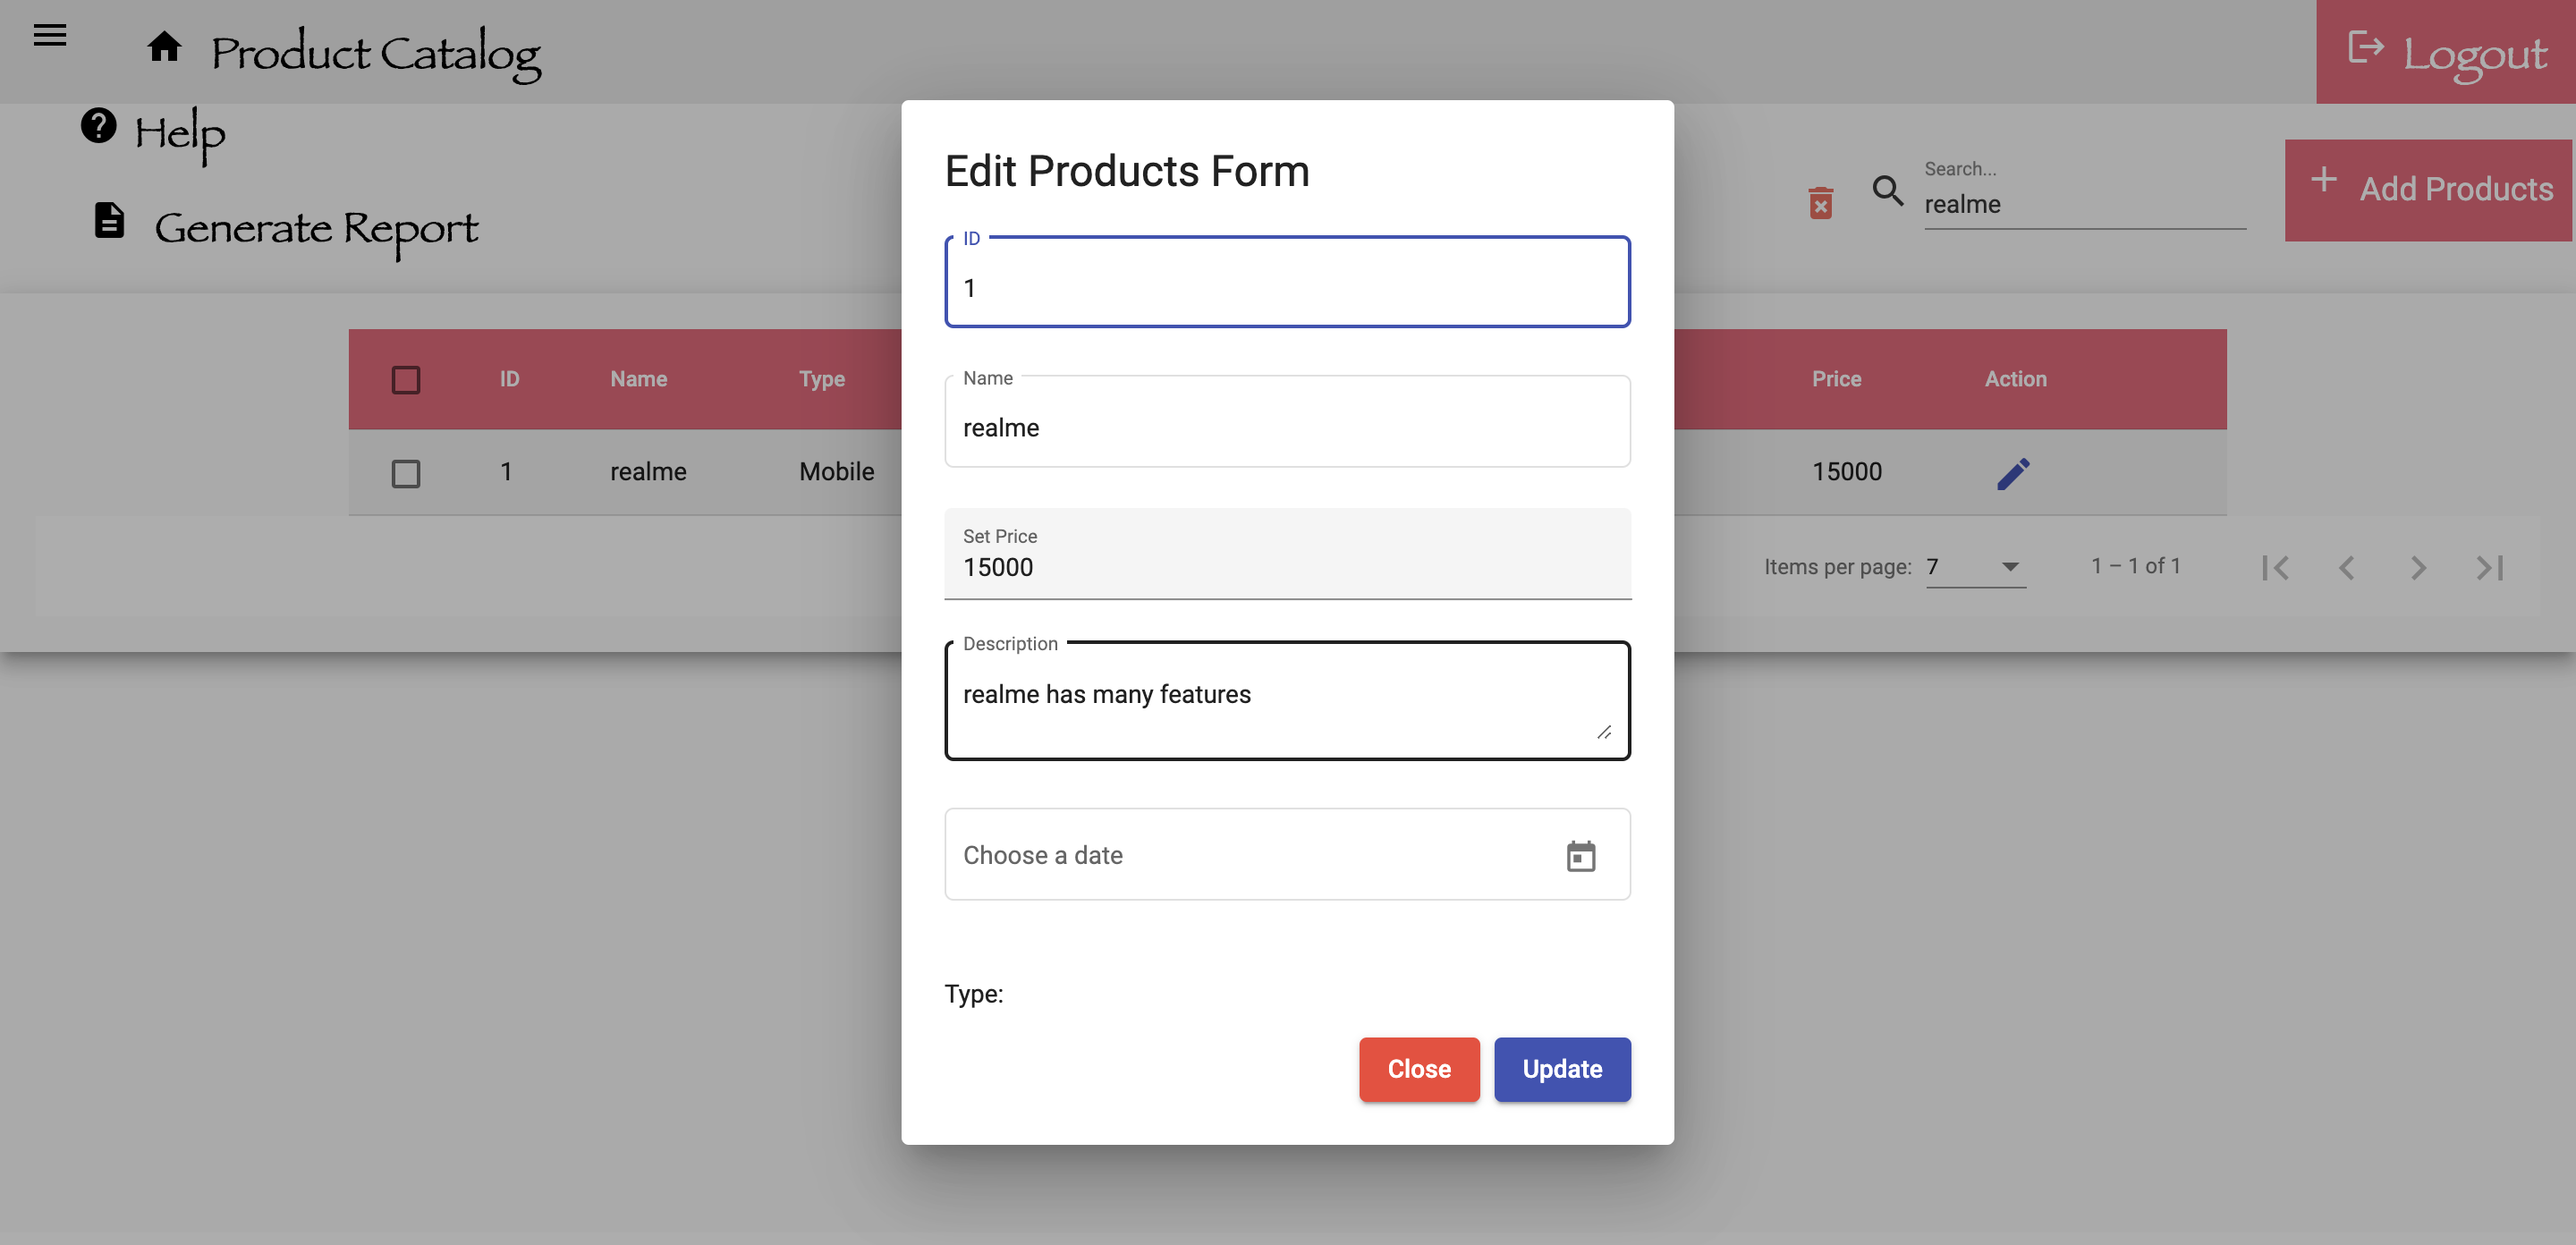 Product Catalog
Logout
Help
Generate Report
Search...
realme
Add Products
Edit Products Form
ID
1
Name
realme
Set Price
15000
Description
realme has many features
Choose a date
Type:
Close
Update
ID Name Type Price Action
1 realme Mobile 15000
Items per page: 7 1 – 1 of 1